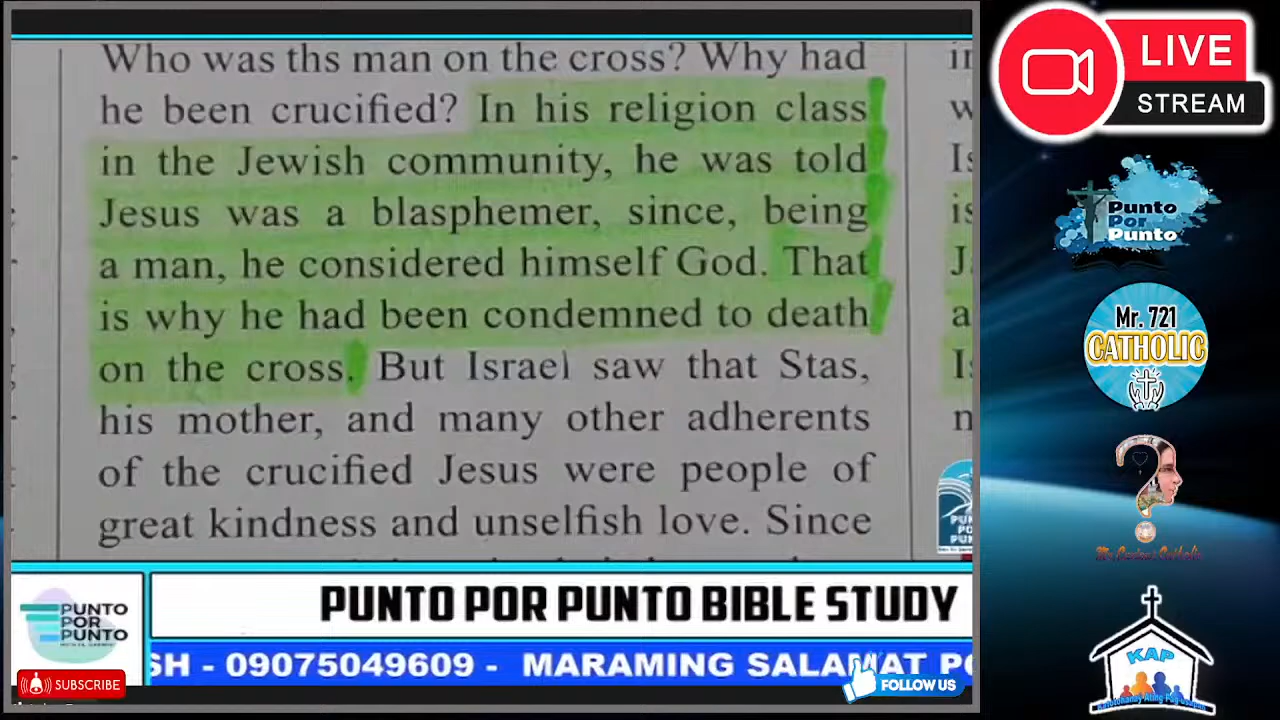 Who was ths man on the cross? Why had
he been crucified? In his religion class
in the Jewish community, he was told
Jesus was a blasphemer, since, being
a man, he considered himself God. That
is why he had been condemned to death
on the cross. But Israel saw that Stas,
his mother, and many other adherents
of the crucified Jesus were people of
great kindness and unselfish love. Since
LIVE
STREAM
Punto
Por
Punto
Mr. 721
CATHOLIC
?
KAP
PUNTO
POR
PUNTO
PUNTO POR PUNTO BIBLE STUDY
SH - 09075049609 - MARAMING SALAMAT PO
SUBSCRIBE
FOLLOW US